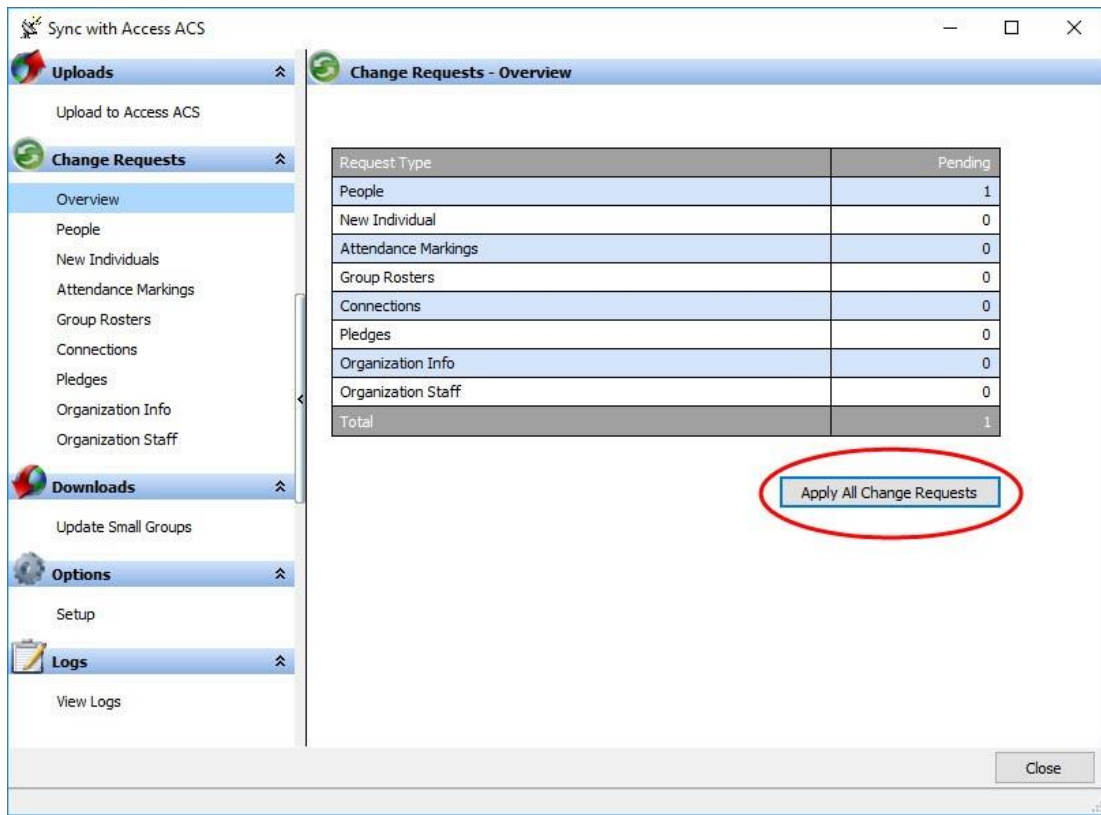 Sync with Access ACS
Uploads
Upload to Access ACS
Change Requests
Overview
People
New Individuals
Attendance Markings
Group Rosters
Connections
Pledges
Organization Info
Organization Staff
Downloads
Update Small Groups
Options
Setup
Logs
View Logs
Change Requests - Overview
Request Type Pending
People 1
New Individual 0
Attendance Markings 0
Group Rosters 0
Connections 0
Pledges 0
Organization Info 0
Organization Staff 0
Total 1
Apply All Change Requests
Close